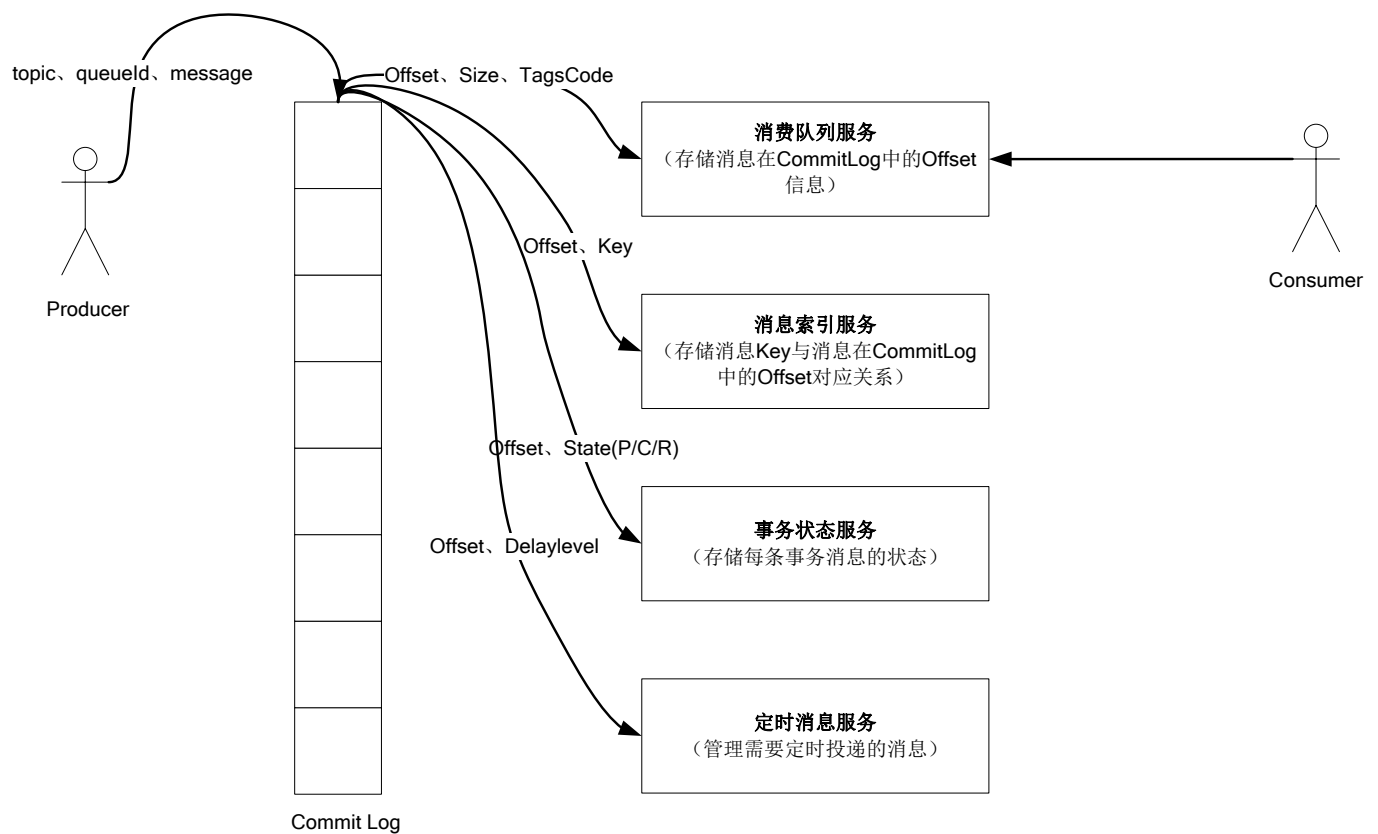 topic、queueId、message
Offset、Size、TagsCode
消费队列服务
（存储消息在CommitLog中的Offset
信息）
Offset、Key
Producer
Consumer
消息索引服务
（存储消息Key与消息在CommitLog
中的Offset对应关系）
Offset、State(P/C/R)
事务状态服务
（存储每条事务消息的状态）
Offset、Delaylevel
定时消息服务
（管理需要定时投递的消息）
Commit Log